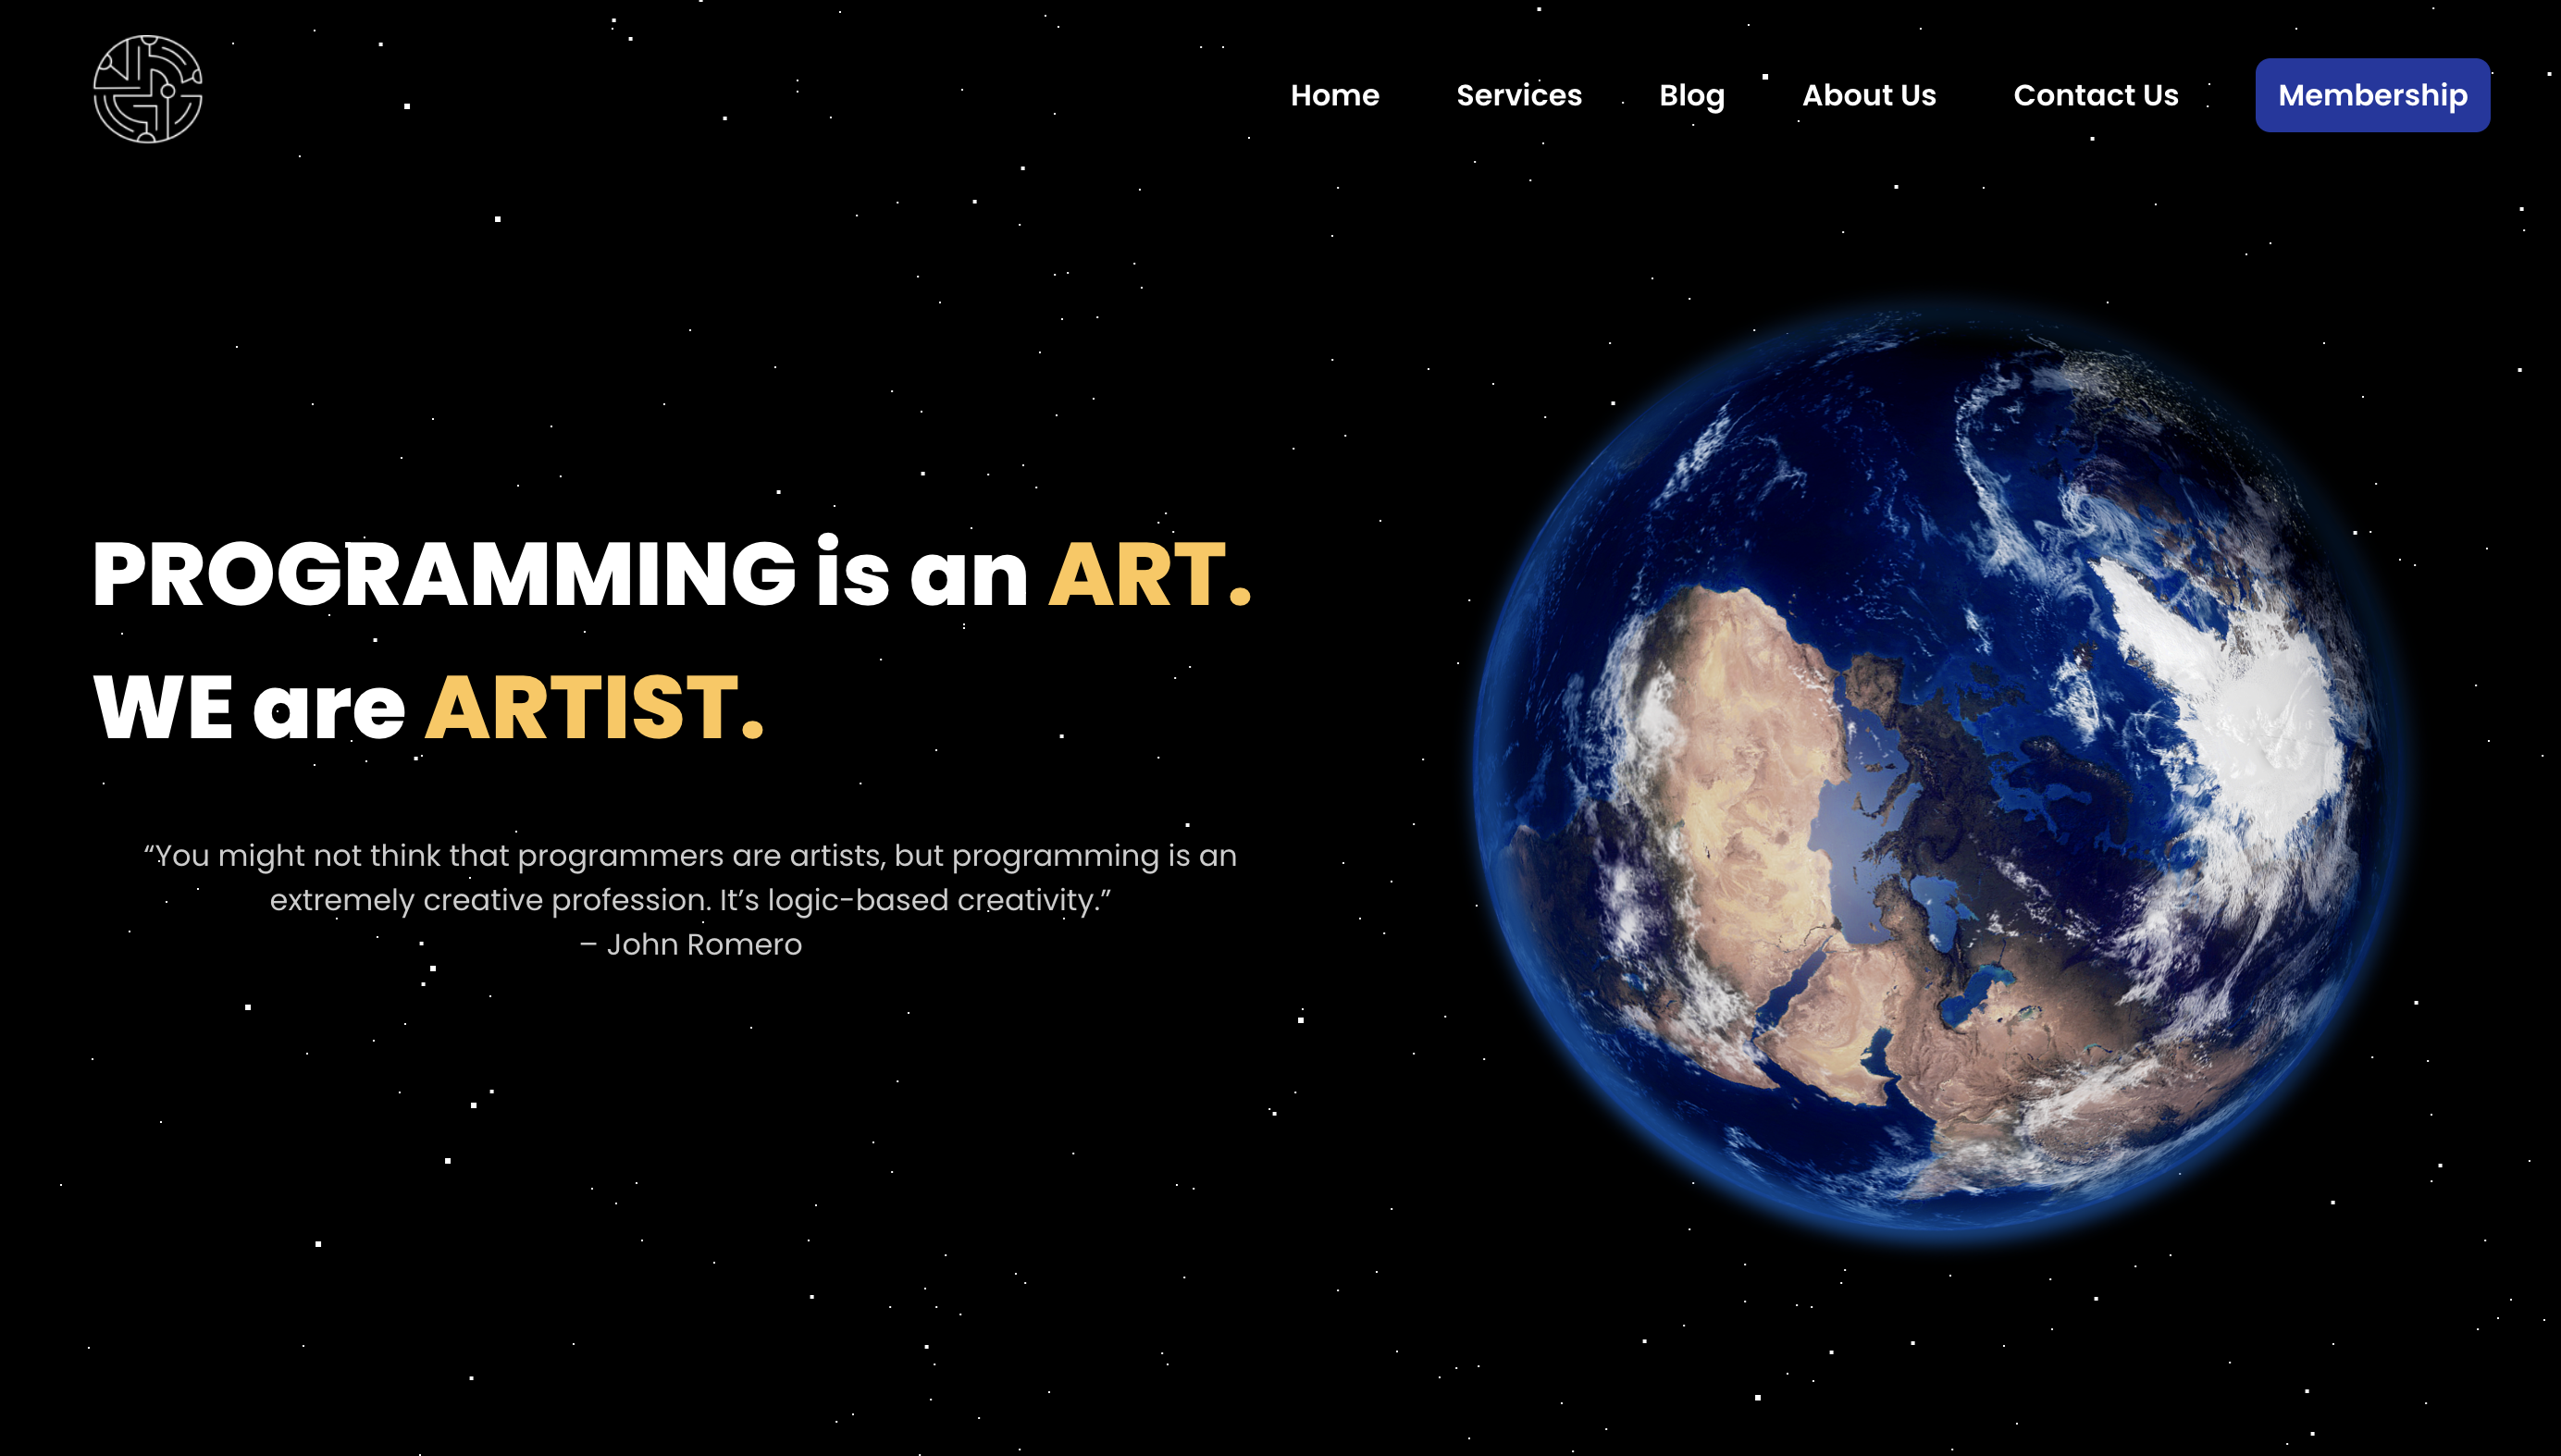 Home Services Blog About Us Contact Us Membership
PROGRAMMING is an ART.
WE are ARTIST.
“You might not think that programmers are artists, but programming is an
extremely creative profession. It’s logic-based creativity.”
– John Romero